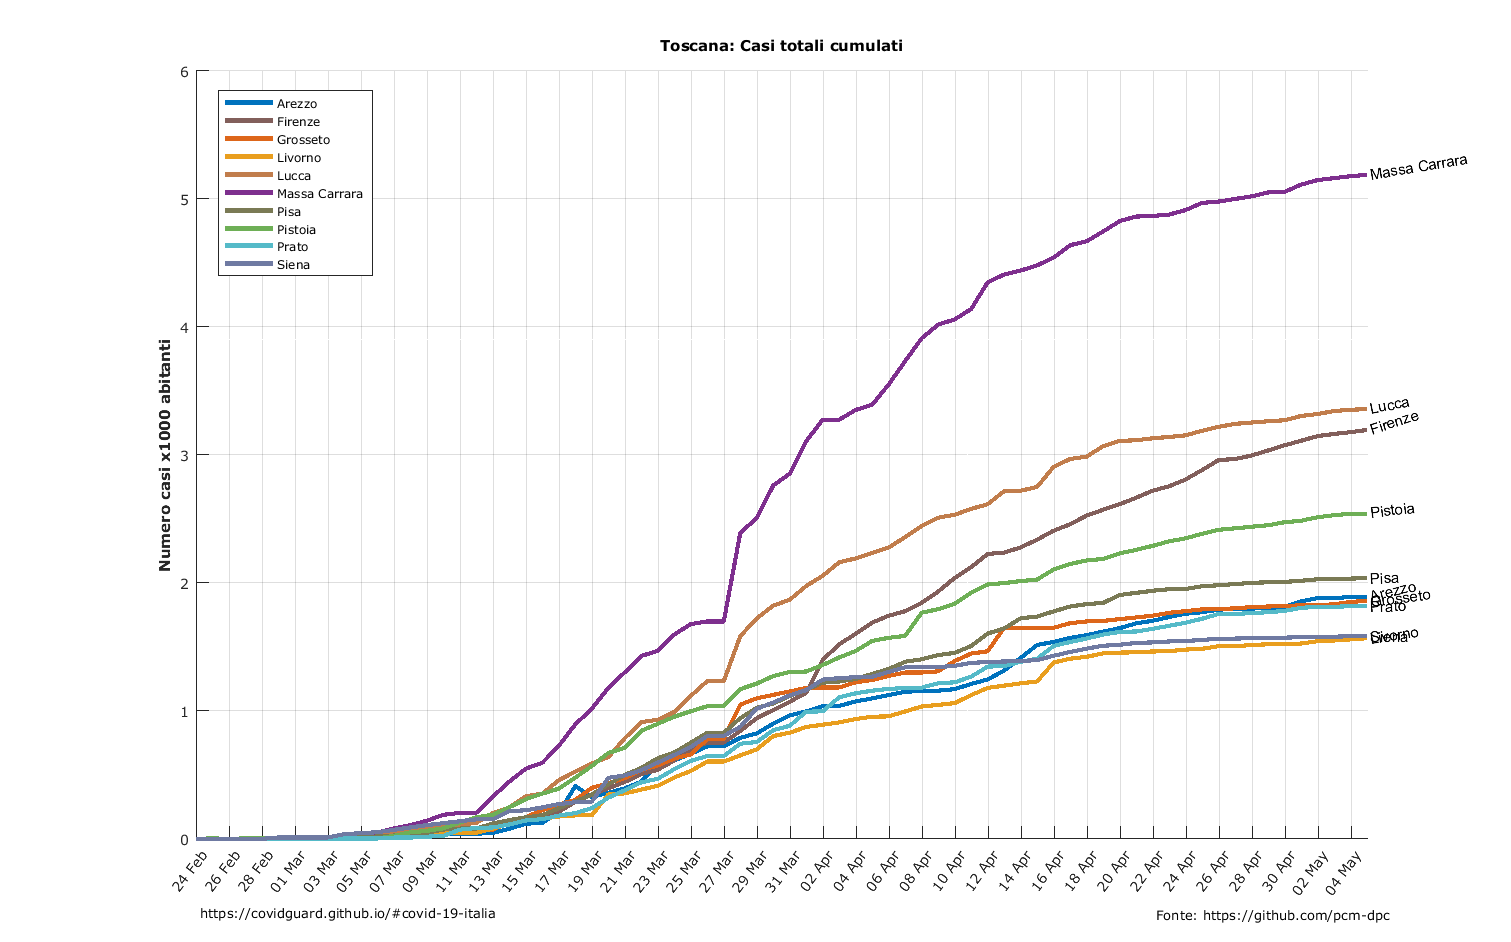 Toscana: Casi totali cumulati
Numero casi x1000 abitanti
6
5
4
3
2
1
0
Arezzo
Firenze
Grosseto
Livorno
Lucca
Massa Carrara
Pisa
Pistoia
Prato
Siena
Massa Carrara
Lucca
Firenze
Pistoia
Pisa
Arezzo
Grosseto
Prato
Livorno
Siena
24 Feb
26 Feb
28 Feb
01 Mar
03 Mar
05 Mar
07 Mar
09 Mar
11 Mar
13 Mar
15 Mar
17 Mar
19 Mar
21 Mar
23 Mar
25 Mar
27 Mar
29 Mar
31 Mar
02 Apr
04 Apr
06 Apr
08 Apr
10 Apr
12 Apr
14 Apr
16 Apr
18 Apr
20 Apr
22 Apr
24 Apr
26 Apr
28 Apr
30 Apr
02 May
04 May
https://covidguard.github.io/#covid-19-italia
Fonte: https://github.com/pcm-dpc